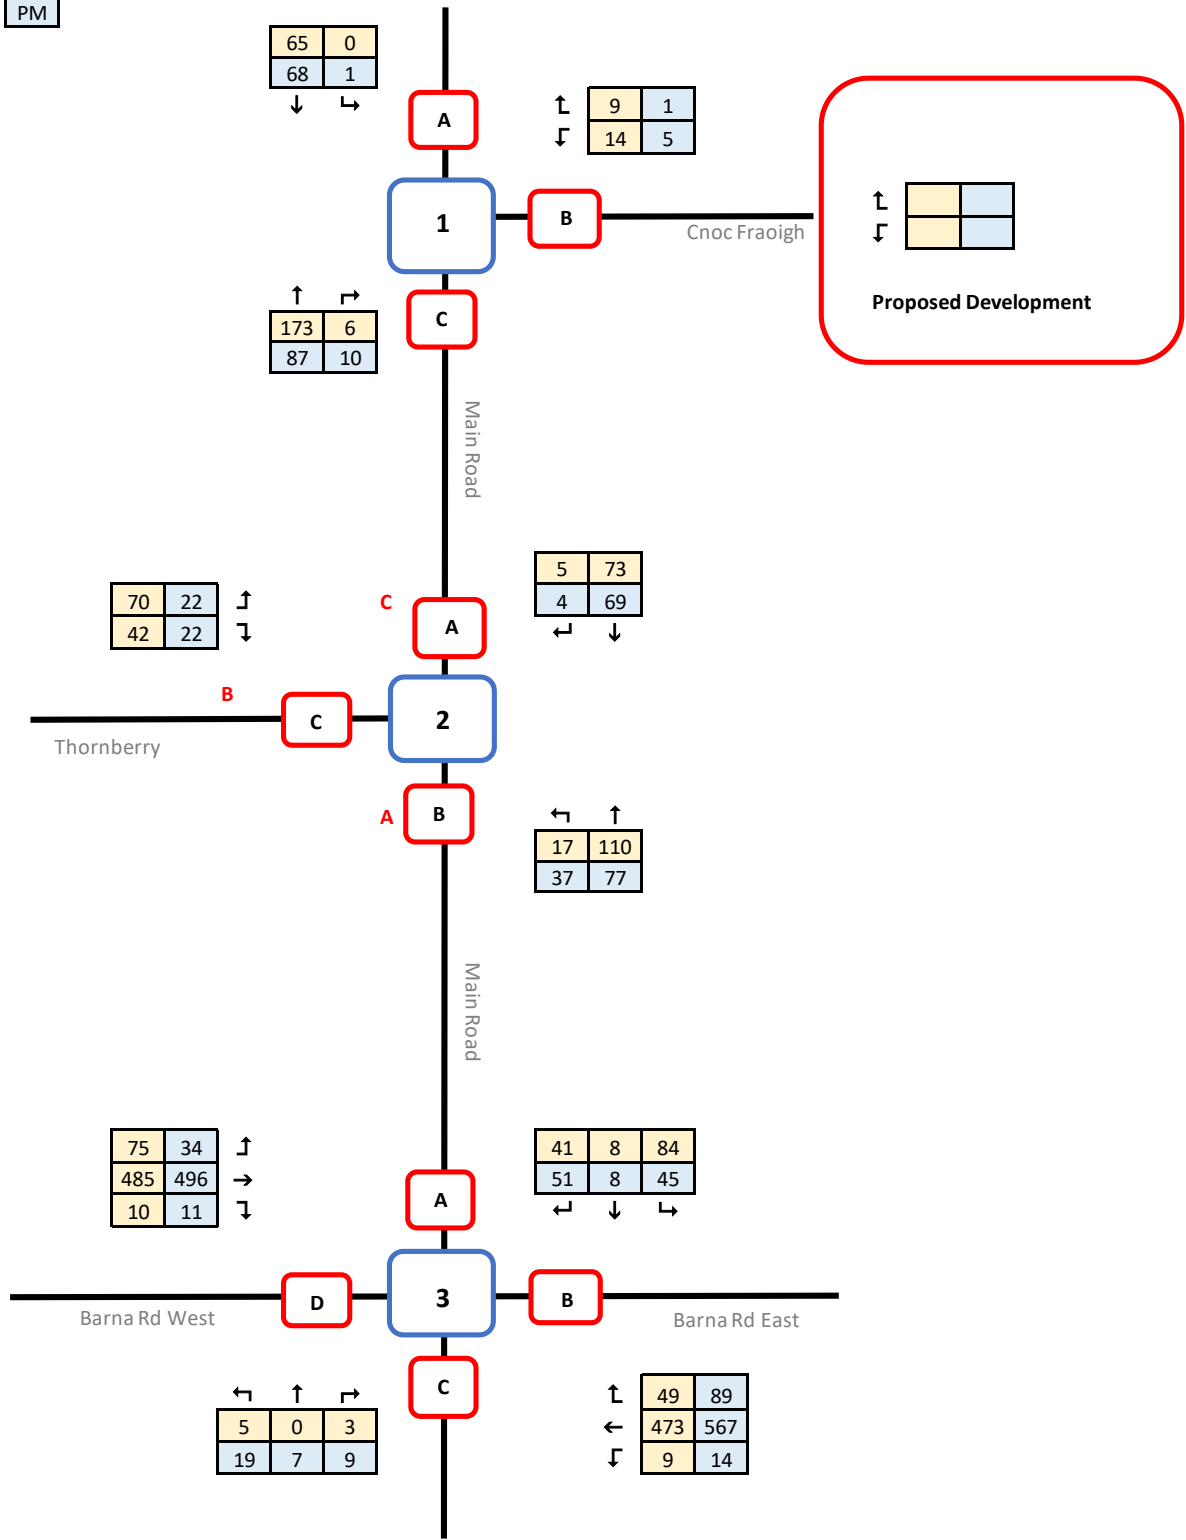 PM
65 0
68 1
↓ ↳
A
↰ 9 1
↱ 14 5
1
B
Cnoc Fraoigh
Proposed Development
↑ ↱
173 6
87 10
C
Main Road
5 73
4 69
↵ ↓
70 22
42 22
C
A
B
C
2
Thornberry
A
B
↰ ↑
17 110
37 77
Main Road
75 34
485 496 →
10 11
41 8 84
51 8 45
↵ ↓ ↳
A
D
3
B
Barna Rd West
Barna Rd East
C
↰ ↑ ↱
5 0 3
19 7 9
49 89
← 473 567
9 14